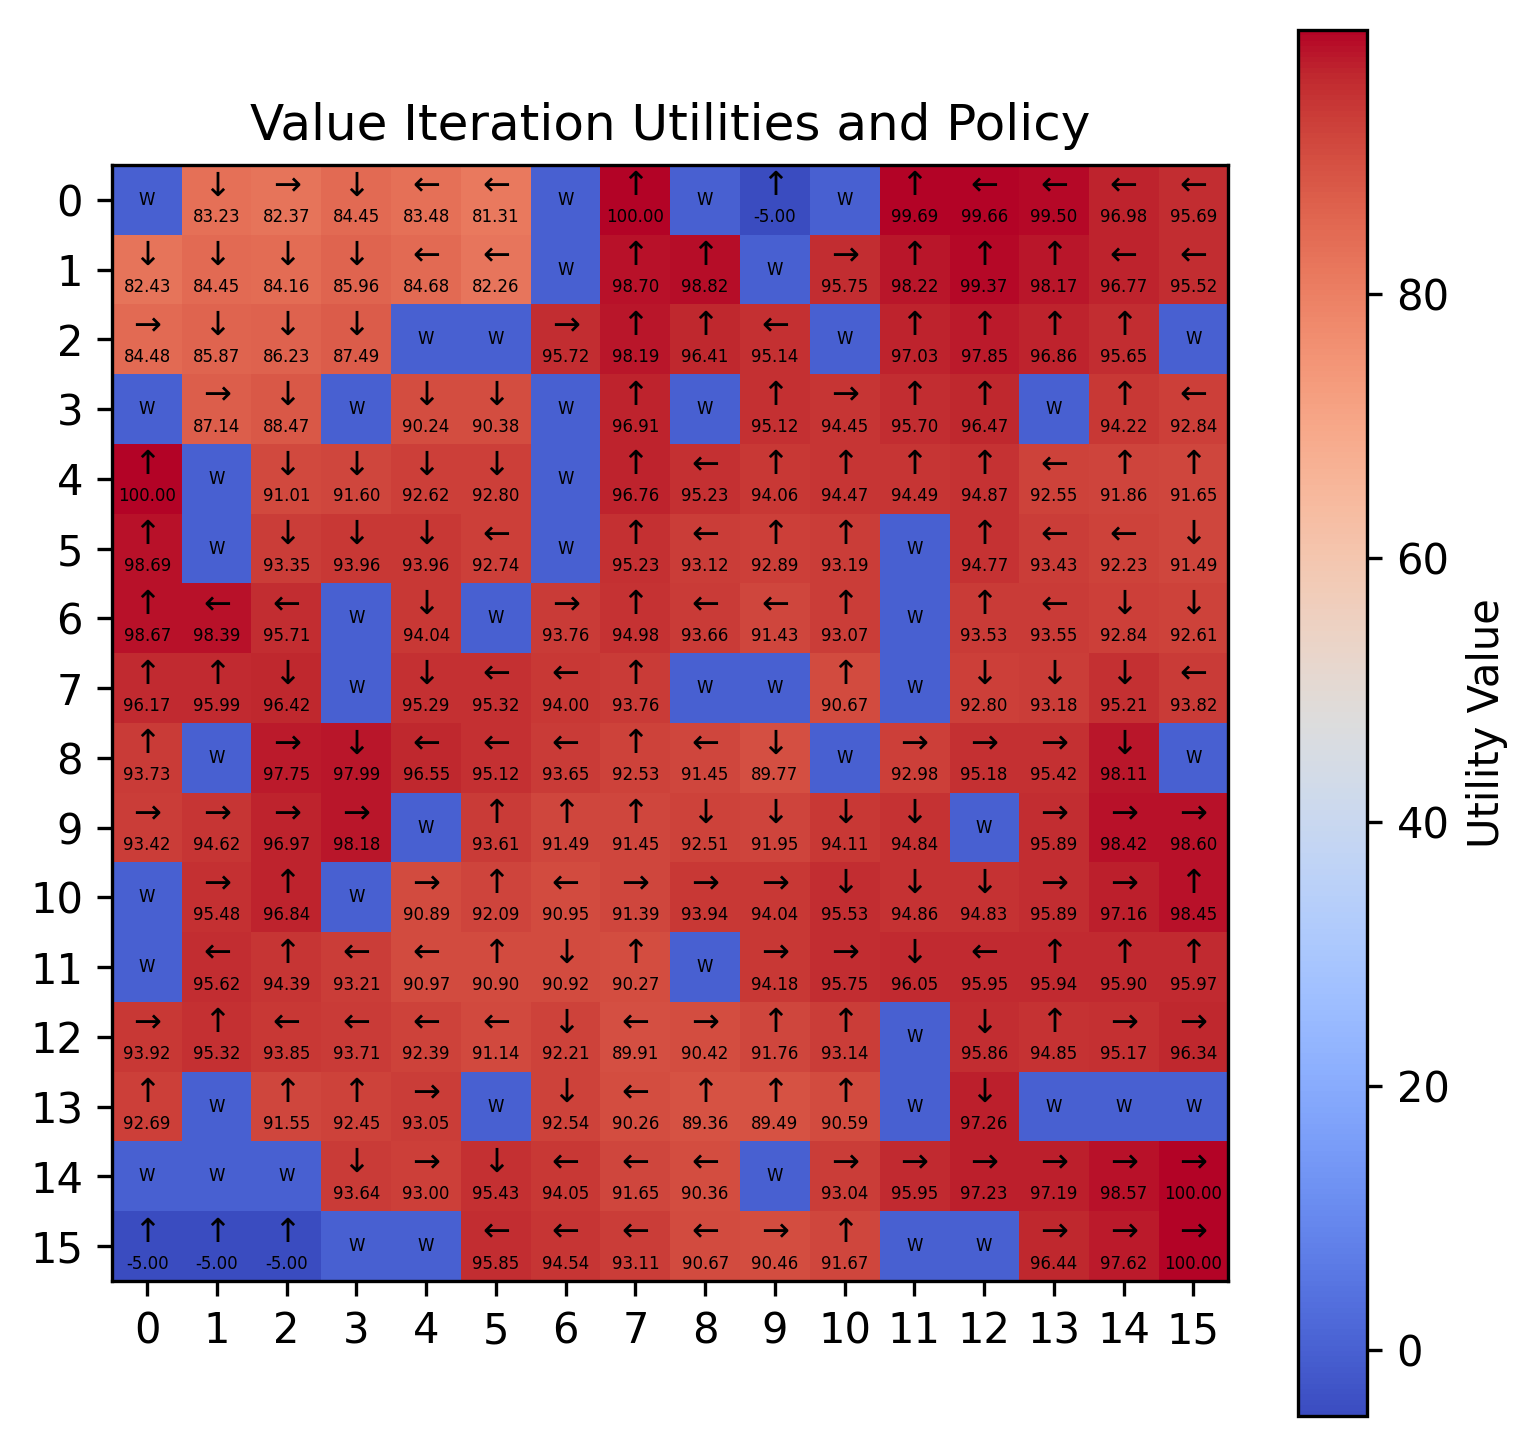 Value Iteration Utilities and Policy
0 W ↓ → ↓ ← ← W ↑ W ↑ W ↑ ← ← ← ←
83.23 82.37 84.45 83.48 81.31 100.00 -5.00 99.69 99.66 99.50 96.98 95.69
1 ↓ ↓ ↓ ↓ ← ← W ↑ ↑ W → ↑ ↑ ↑ ← ←
82.43 84.45 84.16 85.96 84.68 82.26 98.70 98.82 95.75 98.22 99.37 98.17 96.77 95.52
2 → ↓ ↓ ↓ W W → ↑ ↑ ← W ↑ ↑ ↑ ↑ W
84.48 85.87 86.23 87.49 95.72 98.19 96.41 95.14 97.03 97.85 96.86 95.65
3 W → ↓ W ↓ ↓ W ↑ W ↑ → ↑ ↑ W ↑ ←
87.14 88.47 90.24 90.38 96.91 95.12 94.45 95.70 96.47 94.22 92.84
4 ↑ W ↓ ↓ ↓ ↓ W ↑ ← ↑ ↑ ↑ ↑ ← ↑ ↑
100.00 91.01 91.60 92.62 92.80 96.76 95.23 94.06 94.47 94.49 94.87 92.55 91.86 91.65
5 ↑ W ↓ ↓ ↓ ← W ↑ ← ↑ ↑ W ↑ ← ← ↓
98.69 93.35 93.96 93.96 92.74 95.23 93.12 92.89 93.19 94.77 93.43 92.23 91.49
6 ↑ ← ← W ↓ W → ↑ ← ← ↑ W ↑ ← ↓ ↓
98.67 98.39 95.71 94.04 93.76 94.98 93.66 91.43 93.07 93.53 93.55 92.84 92.61
7 ↑ ↑ ↓ W ↓ ← ← ↑ W W ↑ W ↓ ↓ ↓ ←
96.17 95.99 96.42 95.29 95.32 94.00 93.76 90.67 92.80 93.18 95.21 93.82
8 ↑ W → ↓ ← ← ← ↑ ← ↓ W → → → ↓ W
93.73 97.75 97.99 96.55 95.12 93.65 92.53 91.45 89.77 92.98 95.18 95.42 98.11
9 → → → → W ↑ ↑ ↑ ↓ ↓ ↓ ↓ W → → →
93.42 94.62 96.97 98.18 93.61 91.49 91.45 92.51 91.95 94.11 94.84 95.89 98.42 98.60
10 W → ↑ W → ↑ ← → → → ↓ ↓ ↓ → → ↑
95.48 96.84 90.89 92.09 90.95 91.39 93.94 94.04 95.53 94.86 94.83 95.89 97.16 98.45
11 W ← ↑ ← ← ↑ ↓ ↑ W → → ↓ ← ↑ ↑ ↑
95.62 94.39 93.21 90.97 90.90 90.92 90.27 94.18 95.75 96.05 95.95 95.94 95.90 95.97
12 → ↑ ← ← ← ← ↓ ← → ↑ ↑ W ↓ ↑ → →
93.92 95.32 93.85 93.71 92.39 91.14 92.21 89.91 90.42 91.76 93.14 95.86 94.85 95.17 96.34
13 ↑ W ↑ ↑ → W ↓ ← ↑ ↑ ↑ W ↓ W W W
92.69 91.55 92.45 93.05 92.54 90.26 89.36 89.49 90.59 97.26
14 W W W ↓ → ↓ ← ← ← W → → → → → →
93.64 93.00 95.43 94.05 91.65 90.36 93.04 95.95 97.23 97.19 98.57 100.00
15 ↑ ↑ ↑ W W ← ← ← ← → ↑ W W → → →
-5.00 -5.00 -5.00 95.85 94.54 93.11 90.67 90.46 91.67 96.44 97.62 100.00
0 1 2 3 4 5 6 7 8 9 10 11 12 13 14 15
80
60
40
20
0
Utility Value